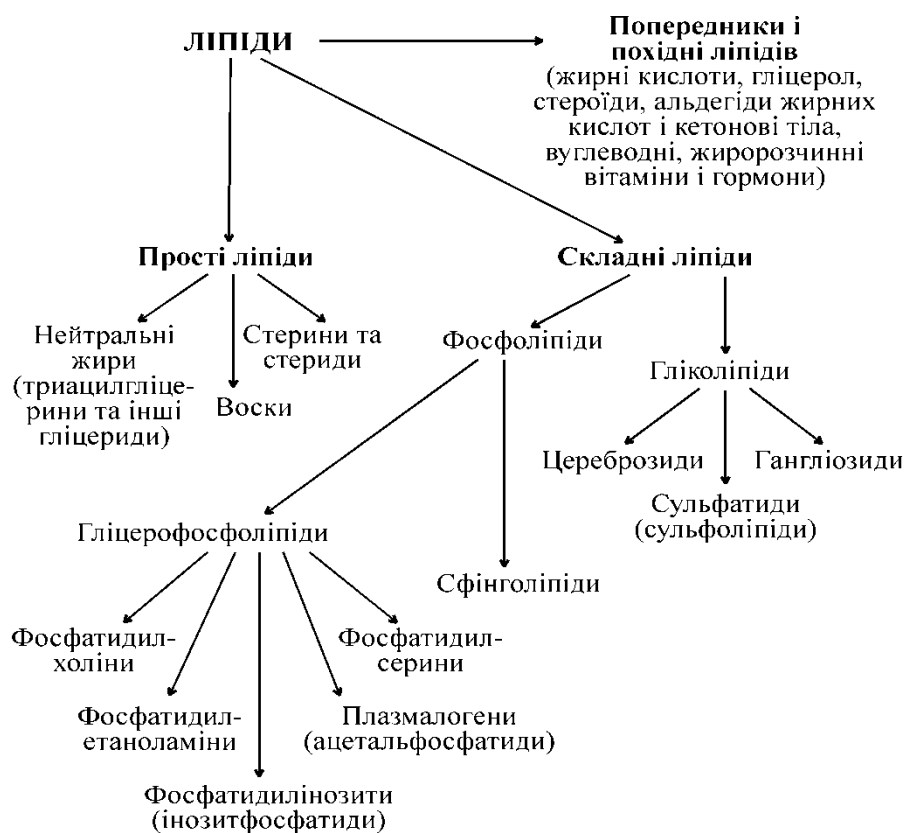 ЛІПІДИ
Попередники і
похідні ліпідів
(жирні кислоти, гліцерол,
стероїди, альдегіди жирних
кислот і кетонові тіла,
вуглеводні, жиророзчинні
вітаміни і гормони)
Прості ліпіди
Складні ліпіди
Нейтральні
жири
(триацилгліце-
рини та інші
гліцериди)
Воски
Стерини та
стериди
Фосфоліпіди
Гліколіпіди
Цереброзиди
Сульфатиди
(сульфоліпіди)
Гангліозиди
Гліцерофосфоліпіди
Сфінголіпіди
Фосфатидил-
холіни
Фосфатидил-
етаноламіни
Фосфатидилінозити
(інозитфосфатиди)
Плазмалогени
(ацетальфосфатиди)
Фосфатидил-
серини